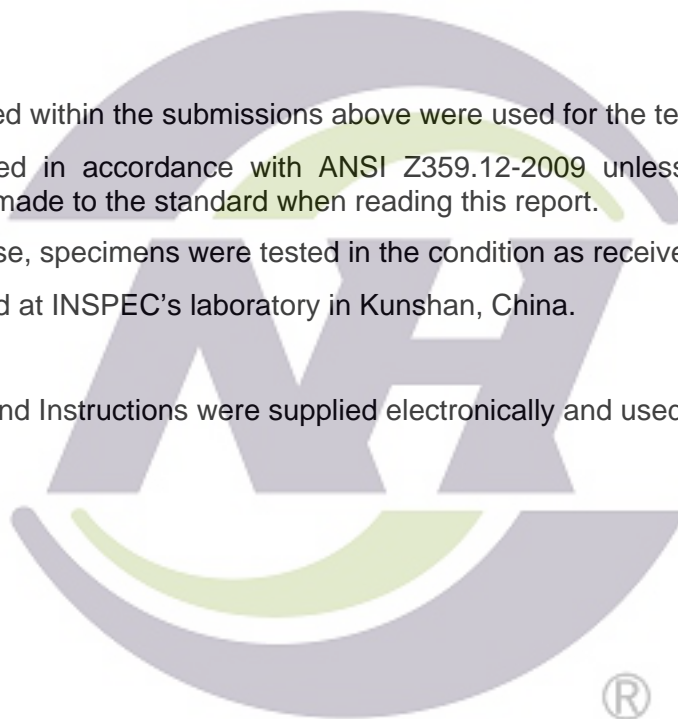 ed within the submissions above were used for the te
ed in accordance with ANSI Z359.12-2009 unless
made to the standard when reading this report.
se, specimens were tested in the condition as receive
d at INSPEC's laboratory in Kunshan, China.
nd Instructions were supplied electronically and used
NH
®